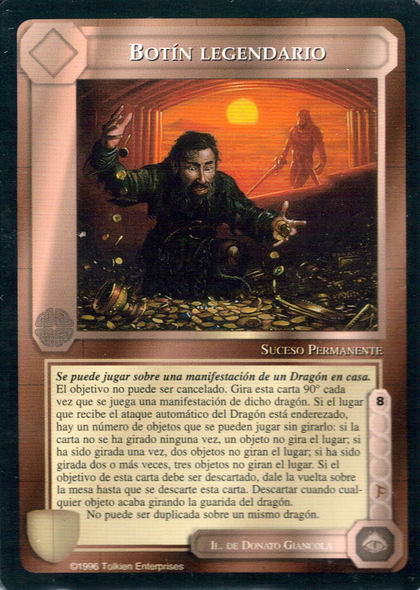 BOTÍN LEGENDARIO
SUCESO PERMANENTE
Se puede jugar sobre una manifestación de un Dragón en casa.
El objetivo no puede ser cancelado. Gira esta carta 90° cada
vez que se juega una manifestación de dicho dragón. Si el lugar
que recibe el ataque automático del Dragón está enderezado,
hay un número de objetos que se pueden jugar sin girarlo: si la
carta no se ha girado ninguna vez, un objeto no gira el lugar; si
ha sido girada una vez, dos objetos no giran el lugar; si ha sido
girada dos o más veces, tres objetos no giran el lugar. Si el
objetivo de esta carta debe ser descartado, dale la vuelta sobre
la mesa hasta que se descarte esta carta. Descartar cuando cual-
quier objeto acaba girando la guarida del dragón.
No puede ser duplicada sobre un mismo dragón.
8
IL. DE DONATO GIANCOLA
©1996 Tolkien Enterprises